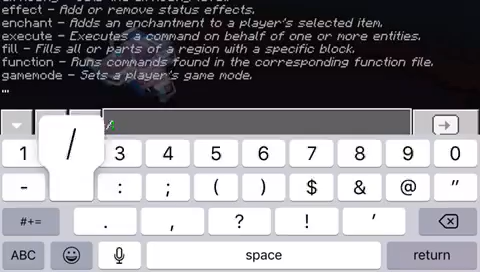 effect – Add or remove status effects.
enchant – Adds an enchantment to a player's selected item.
execute – Executes a command on behalf of one or more entities.
fill – Fills all or parts of a region with a specific block.
function – Runs commands found in the corresponding function file.
gamemode – Sets a player's game mode.
...
/
/
1 3 4 5 6 7 8 9 0
- : ; ( ) $ & @ "
#+= . , ? ! '
ABC space return